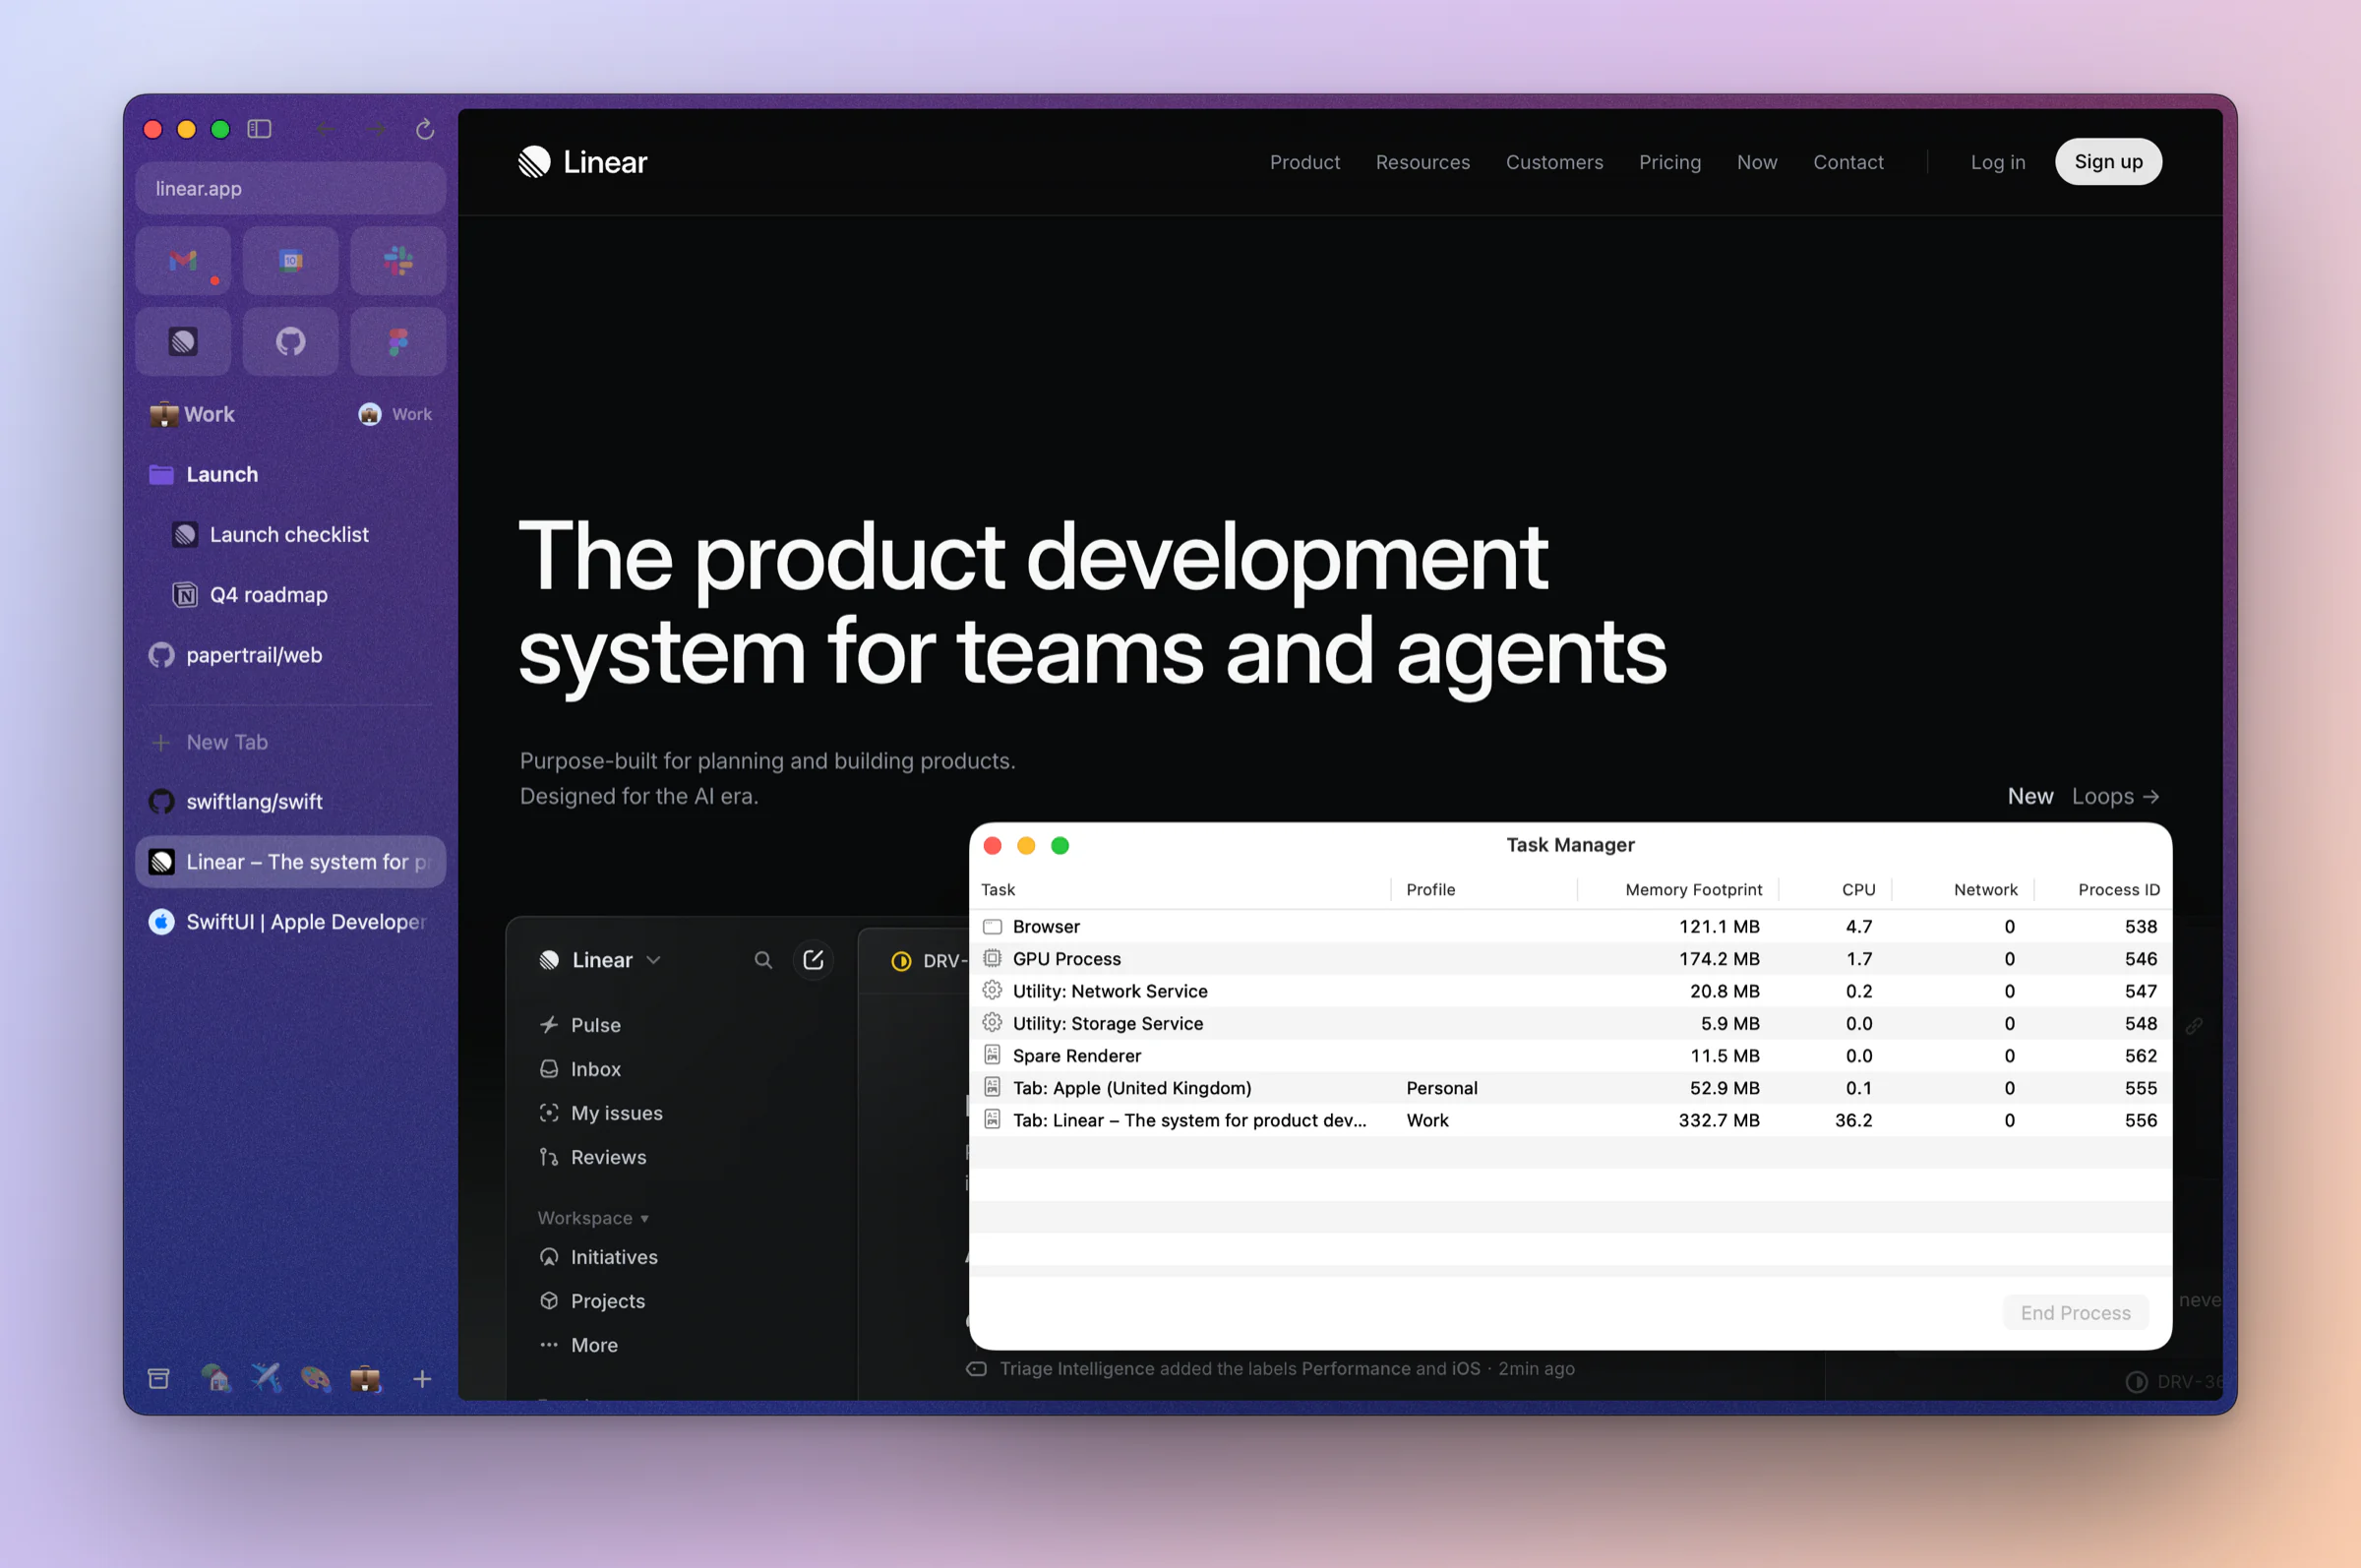 linear.app
Work
Work
Launch
Launch checklist
Q4 roadmap
papertrail/web
New Tab
swiftlang/swift
Linear – The system for
SwiftUI | Apple Developer
Linear
Product
Resources
Customers
Pricing
Now
Contact
Log in
Sign up
The product development
system for teams and agents
Purpose-built for planning and building products.
Designed for the AI era.
New Loops →
Linear
Pulse
Inbox
My issues
Reviews
Workspace
Initiatives
Projects
More
DRV-
Task Manager
Task Profile Memory Footprint CPU Network Process ID
Browser 121.1 MB 4.7 0 538
GPU Process 174.2 MB 1.7 0 546
Utility: Network Service 20.8 MB 0.2 0 547
Utility: Storage Service 5.9 MB 0.0 0 548
Spare Renderer 11.5 MB 0.0 0 562
Tab: Apple (United Kingdom) Personal 52.9 MB 0.1 0 555
Tab: Linear – The system for product dev... Work 332.7 MB 36.2 0 556
End Process
Triage Intelligence added the labels Performance and iOS · 2min ago